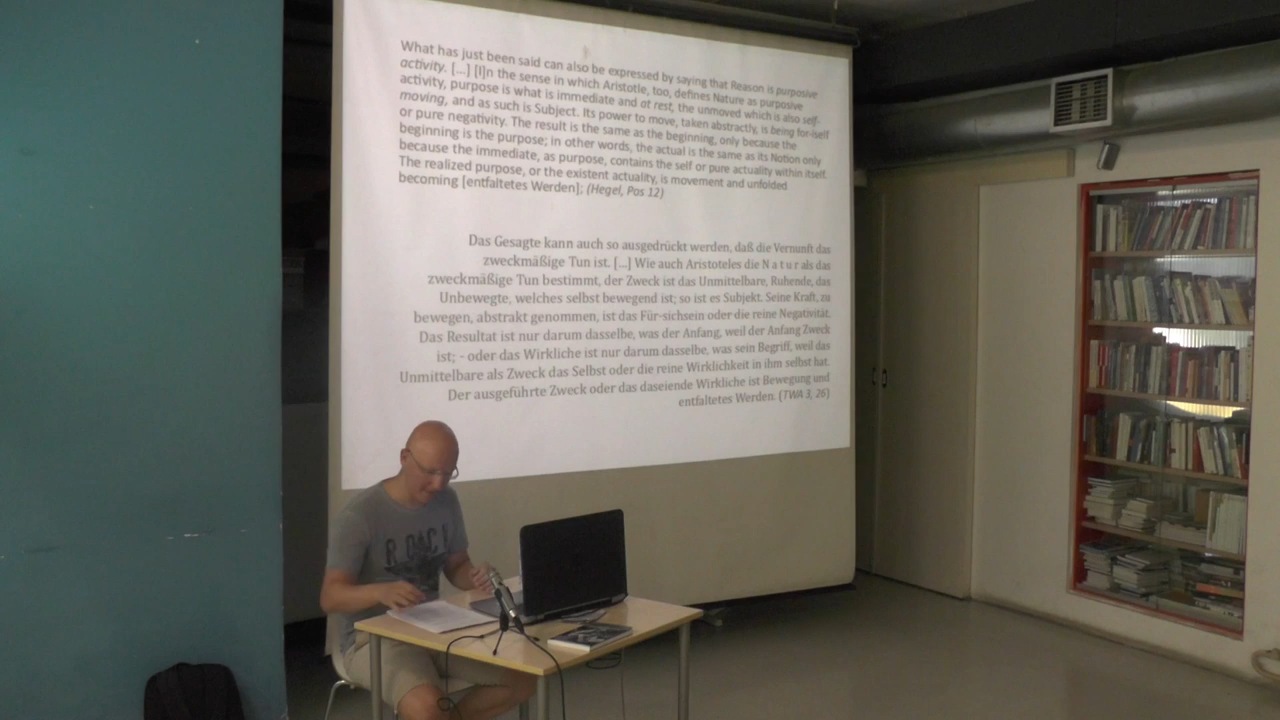 What has just been said can also be expressed by saying that Reason is purposive
activity. [...] [I]n the sense in which Aristotle, too, defines Nature as purposive
activity, purpose is what is immediate and at rest, the unmoved which is also self-
moving, and as such is Subject. Its power to move, taken abstractly, is being for-iself
or pure negativity. The result is the same as the beginning, only because the
beginning is the purpose; in other words, the actual is the same as its Notion only
because the immediate, as purpose, contains the self or pure actuality within itself.
The realized purpose, or the existent actuality, is movement and unfolded
becoming [entfaltetes Werden]; (Hegel, Pos 12)
Das Gesagte kann auch so ausgedrückt werden, daß die Vernunft das
zweckmäßige Tun ist. [...] Wie auch Aristoteles die N a t u r als das
zweckmäßige Tun bestimmt, der Zweck ist das Unmittelbare, Ruhende, das
Unbewegte, welches selbst bewegend ist; so ist es Subjekt. Seine Kraft, zu
bewegen, abstrakt genommen, ist das Für-sichsein oder die reine Negativität.
Das Resultat ist nur darum dasselbe, was der Anfang, weil der Anfang Zweck
ist; - oder das Wirkliche ist nur darum dasselbe, was sein Begriff, weil das
Unmittelbare als Zweck das Selbst oder die reine Wirklichkeit in ihm selbst hat.
Der ausgeführte Zweck oder das daseiende Wirkliche ist Bewegung und
entfaltetes Werden. (TWA 3, 26)